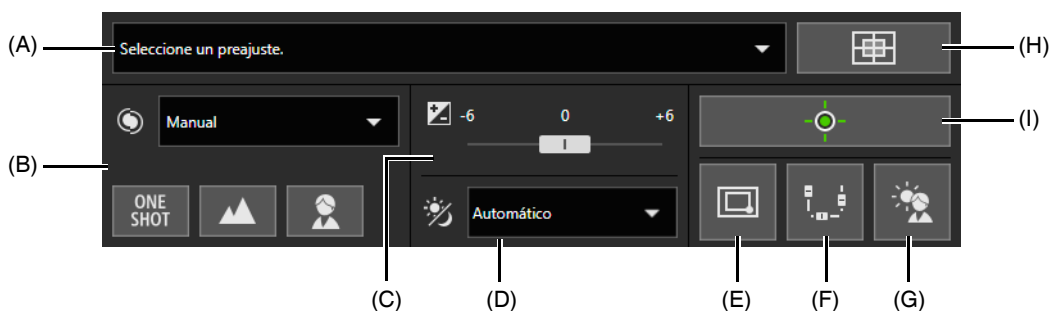 (A)
Seleccione un preajuste.
(H)
Manual
-6 0 +6
(I)
(B)
ONE
SHOT
Automático
(C) (D) (E) (F) (G)